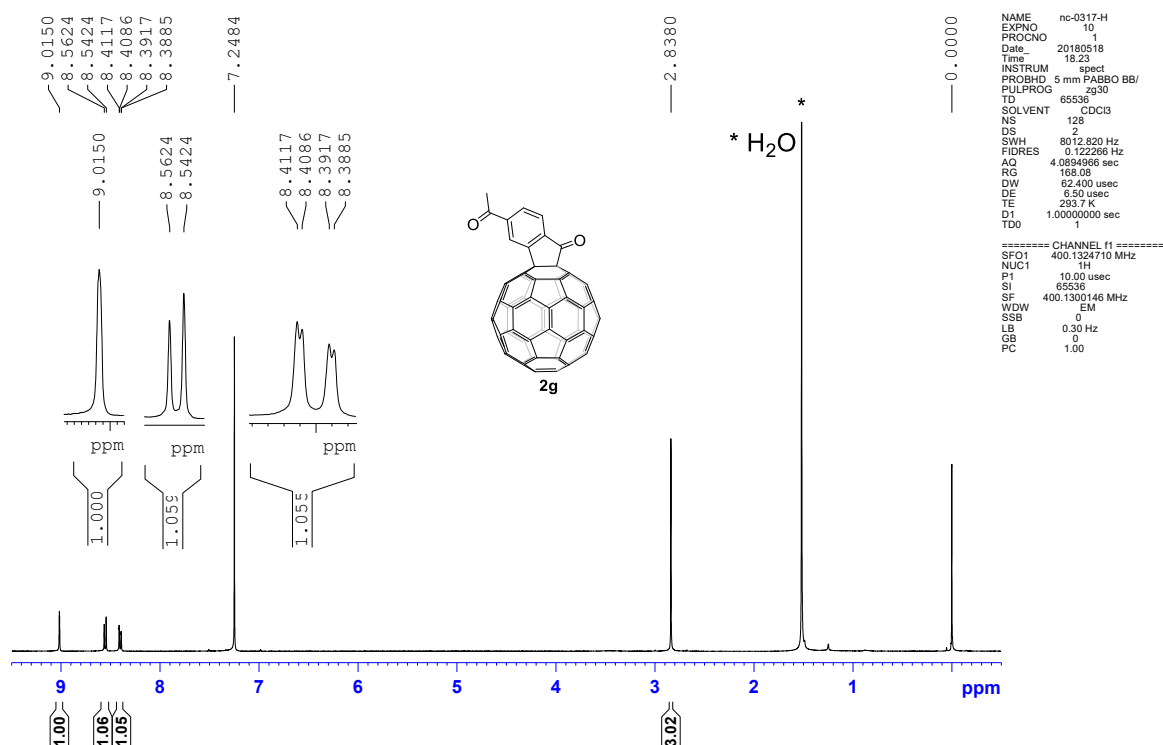 9.0150
8.5624
8.5424
8.4117
8.4086
8.3917
8.3885
7.2484
2.8380
0.0000
9.0150
8.5624
8.5424
8.4117
8.4086
8.3917
8.3885
*
* H2O
O
O
2g
ppm
ppm
ppm
1.000
1.059
1.055
9 8 7 6 5 4 3 2 1 ppm
1.00
1.06
1.05
3.02
NAME nc-0317-H
EXPNO 10
PROCNO 1
Date_ 20180518
Time 18.23
INSTRUM spect
PROBHD 5 mm PABBO BB/
PULPROG zg30
TD 65536
SOLVENT CDCl3
NS 128
DS 2
SWH 8012.820 Hz
FIDRES 0.122266 Hz
AQ 4.0894966 sec
RG 168.08
DW 62.400 usec
DE 6.50 usec
TE 293.7 K
D1 1.00000000 sec
TD0 1
======== CHANNEL f1 ========
SFO1 400.1324710 MHz
NUC1 1H
P1 10.00 usec
SI 65536
SF 400.1300146 MHz
WDW EM
SSB 0
LB 0.30 Hz
GB 0
PC 1.00